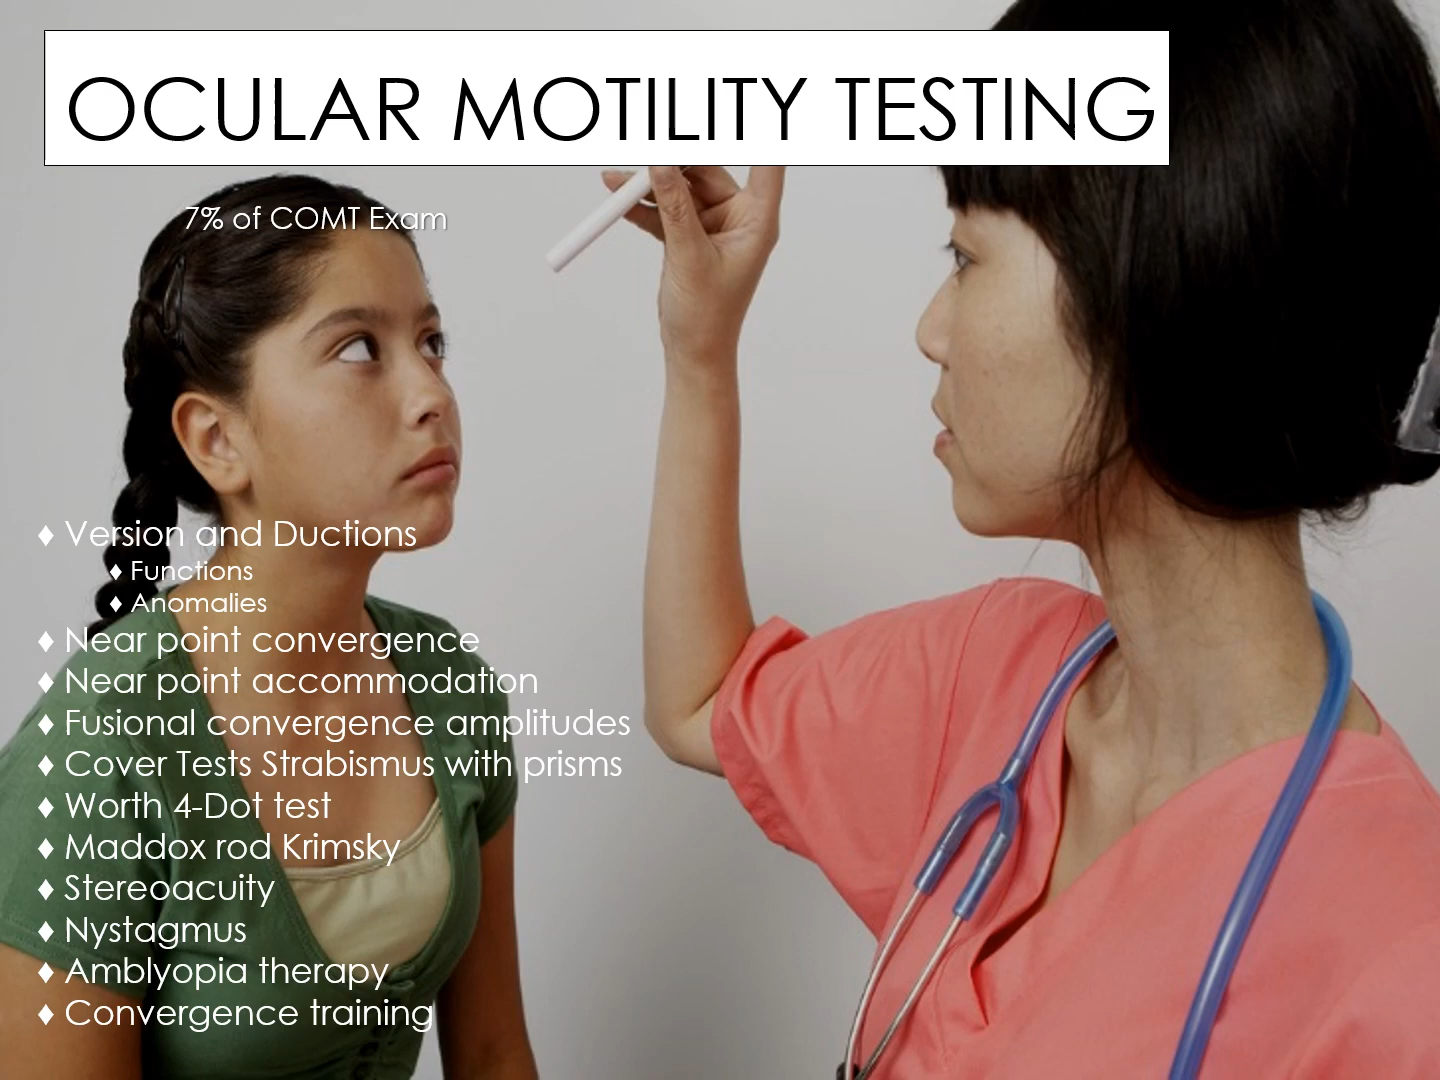 OCULAR MOTILITY TESTING
7% of COMT Exam
♦ Version and Ductions
♦ Functions
♦ Anomalies
♦ Near point convergence
♦ Near point accommodation
♦ Fusional convergence amplitudes
♦ Cover Tests Strabismus with prisms
♦ Worth 4-Dot test
♦ Maddox rod Krimsky
♦ Stereoacuity
♦ Nystagmus
♦ Amblyopia therapy
♦ Convergence training